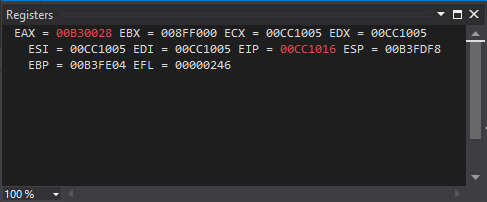 Registers
EAX = 00B30028 EBX = 008FF000 ECX = 00CC1005 EDX = 00CC1005
ESI = 00CC1005 EDI = 00CC1005 EIP = 00CC1016 ESP = 00B3FDF8
EBP = 00B3FE04 EFL = 00000246
100 %